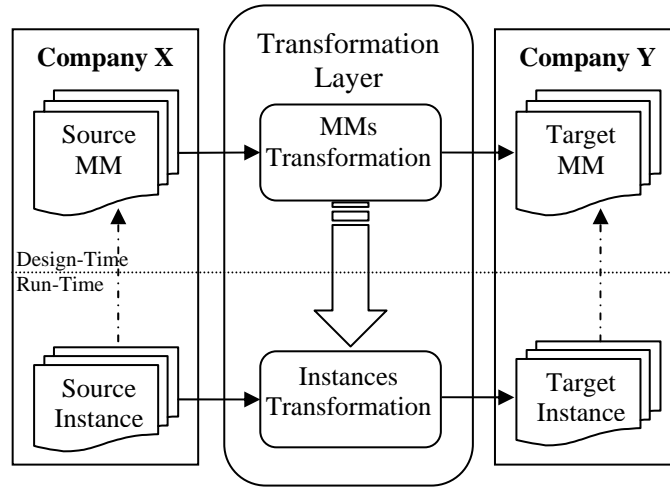 Company X
Transformation
Layer
Company Y
Source
MM
MMs
Transformation
Target
MM
Design-Time
Run-Time
Source
Instance
Instances
Transformation
Target
Instance